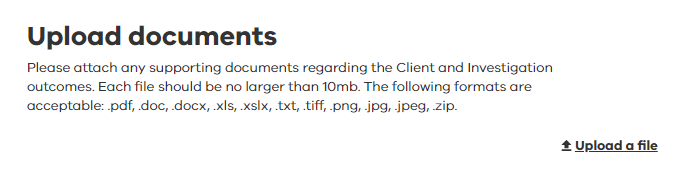 Upload documents
Please attach any supporting documents regarding the Client and Investigation
outcomes. Each file should be no larger than 10mb. The following formats are
acceptable: .pdf, .doc, .docx, .xls, .xslx, .txt, .tiff, .png, .jpg, .jpeg, .zip.
Upload a file